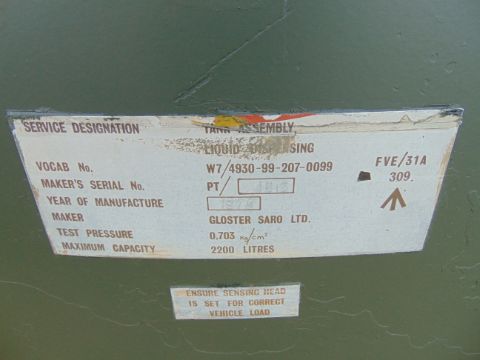 SERVICE DESIGNATION TANK ASSEMBLY
LIQUID DISPENSING
VOCAB No. W7/4930-99-207-0099 FVE/31A
MAKER'S SERIAL No. PT/ 309.
YEAR OF MANUFACTURE
MAKER GLOSTER SARO LTD.
TEST PRESSURE 0,703 kg/cm²
MAXIMUM CAPACITY 2200 LITRES
ENSURE SENSING HEAD
IS SET FOR CORRECT
VEHICLE LOAD